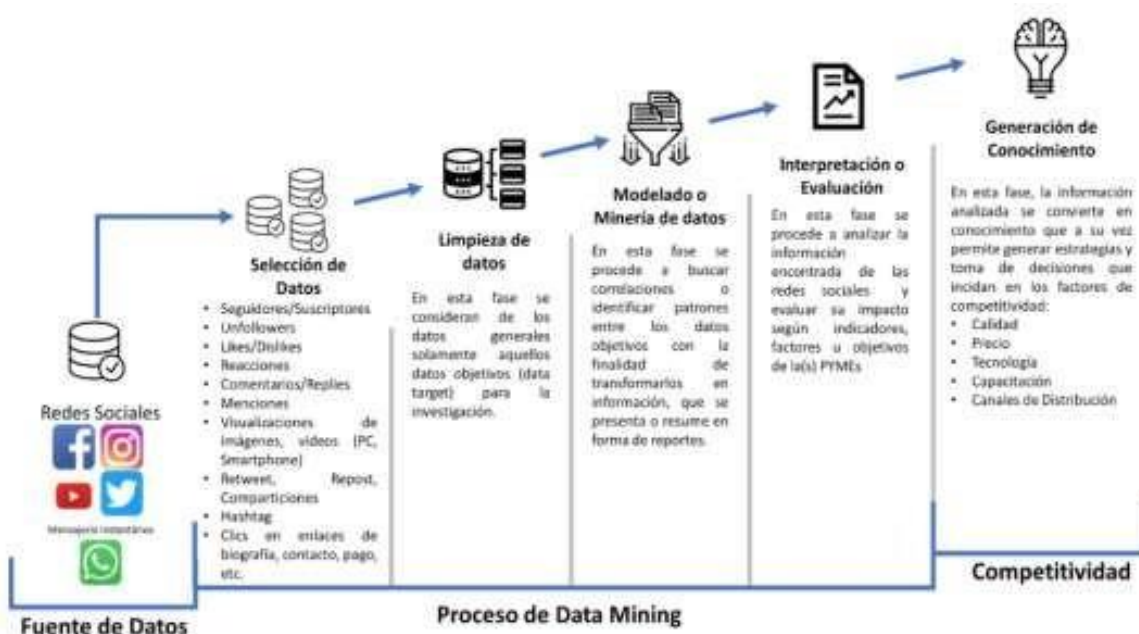 Redes Sociales
Mensajería Instantánea
Fuente de Datos
Selección de
Datos
• Seguidores/Suscriptores
• Unfollowers
• Likes/Dislikes
• Reacciones
• Comentarios/Replies
• Menciones
• Visualizaciones de
imágenes, videos (PC,
Smartphone)
• Retweet, Repost,
Comparticiones
• Hashtag
• Clics en enlaces de
biografía, contacto, pago,
etc.
Limpieza de
datos
En esta fase se
consideran de los
datos generales
solamente aquellos
datos objetivos (data
target) para la
investigación.
Modelado o
Minería de datos
En esta fase se
procede a buscar
correlaciones o
identificar patrones
entre los datos
objetivos con la
finalidad de
transformarlos en
información, que se
presenta o resume en
forma de reportes.
Interpretación o
Evaluación
En esta fase se
procede a analizar la
información
encontrada de las
redes sociales y
evaluar su impacto
según indicadores,
factores u objetivos
de la(s) PYMEs
Proceso de Data Mining
Generación de
Conocimiento
En esta fase, la información
analizada se convierte en
conocimiento que a su vez
permite generar estrategias y
toma de decisiones que
incidan en los factores de
competitividad:
• Calidad
• Precio
• Tecnología
• Capacitación
• Canales de Distribución
Competitividad